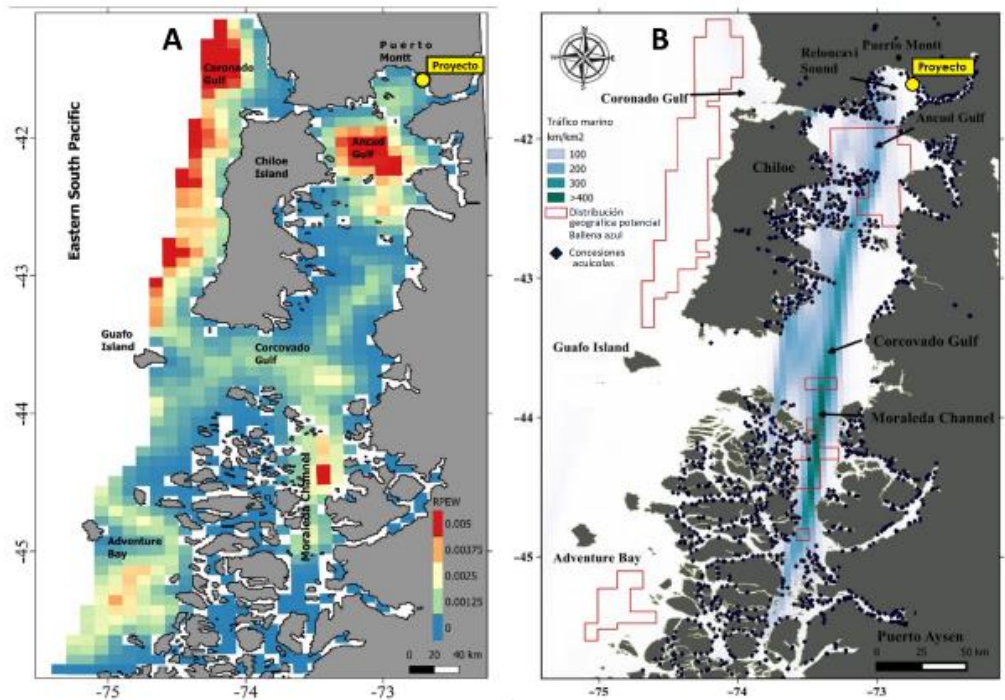 A
Coronado
Gulf
Puerto
Montt
Proyecto
-42
Ancud
Gulf
Chiloe
Island
Eastern South Pacific
-43
Guafo
Island
Corcovado
Gulf
-44
Moraleda Channel
RPEW
0.005
0.00375
0.0025
0.00125
0
Adventure
Bay
-45
0 20 40 km
-75
-74
-73
B
Puerto Montt
Reloncavi
Sound
Proyecto
Coronado Gulf
Ancud Gulf
-42
Tráfico marino
km/km2
100
200
300
>400
Distribución
geográfica potencial
Ballena azul
Concesiones
acuícolas
Chiloe
-43
Guafo Island
Corcovado Gulf
-44
Moraleda Channel
-45
Adventure Bay
Puerto Aysen
0 25 50 km
-75
-74
-73